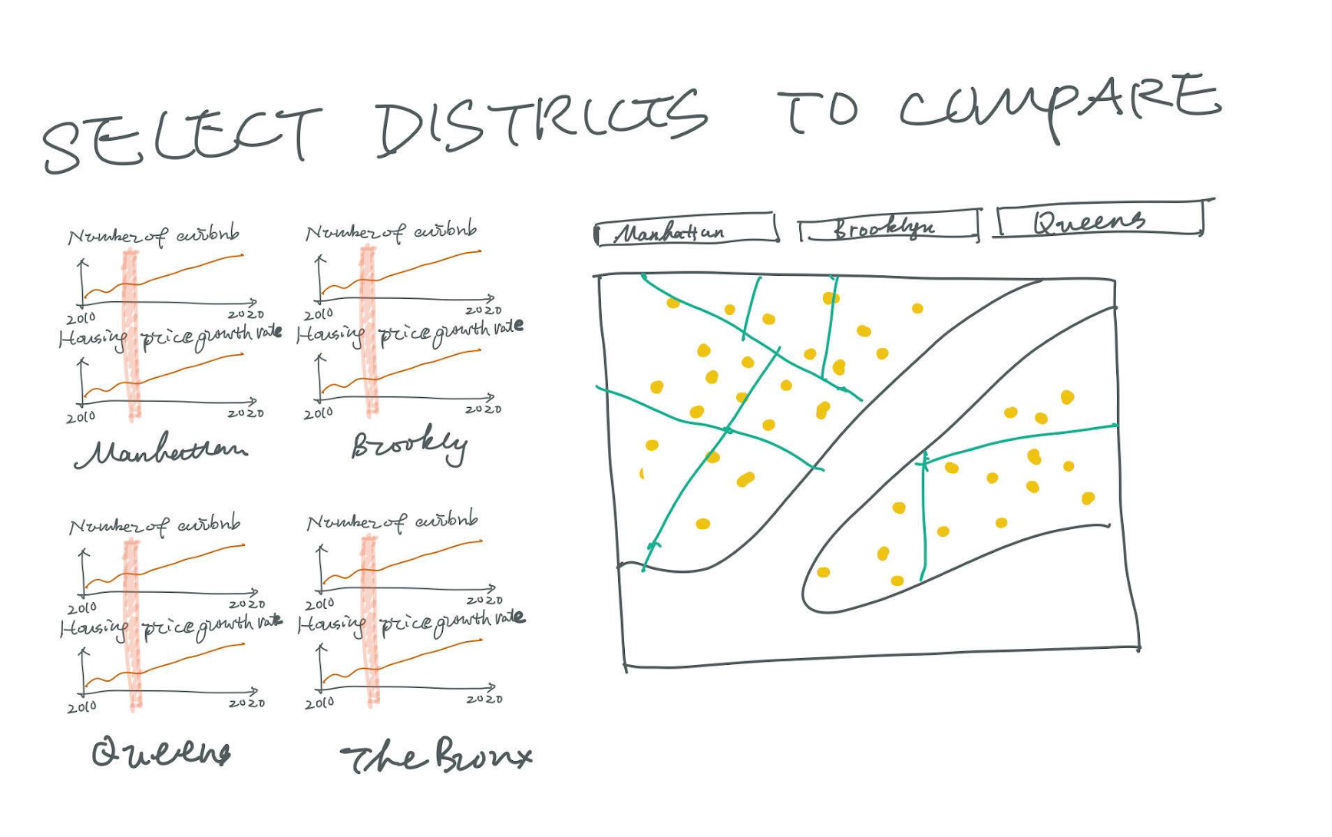 SELECT DISTRICTS TO COMPARE
Number of airbnb
2010 2020
Housing price growth rate
2010 2020
Manhattan
Number of airbnb
2010 2020
Housing price growth rate
2010 2020
Brookly
Number of airbnb
2010 2020
Housing price growth rate
2010 2020
Queens
Number of airbnb
2010 2020
Housing price growth rate
2010 2020
The Bronx
Manhattan
Brooklyn
Queens